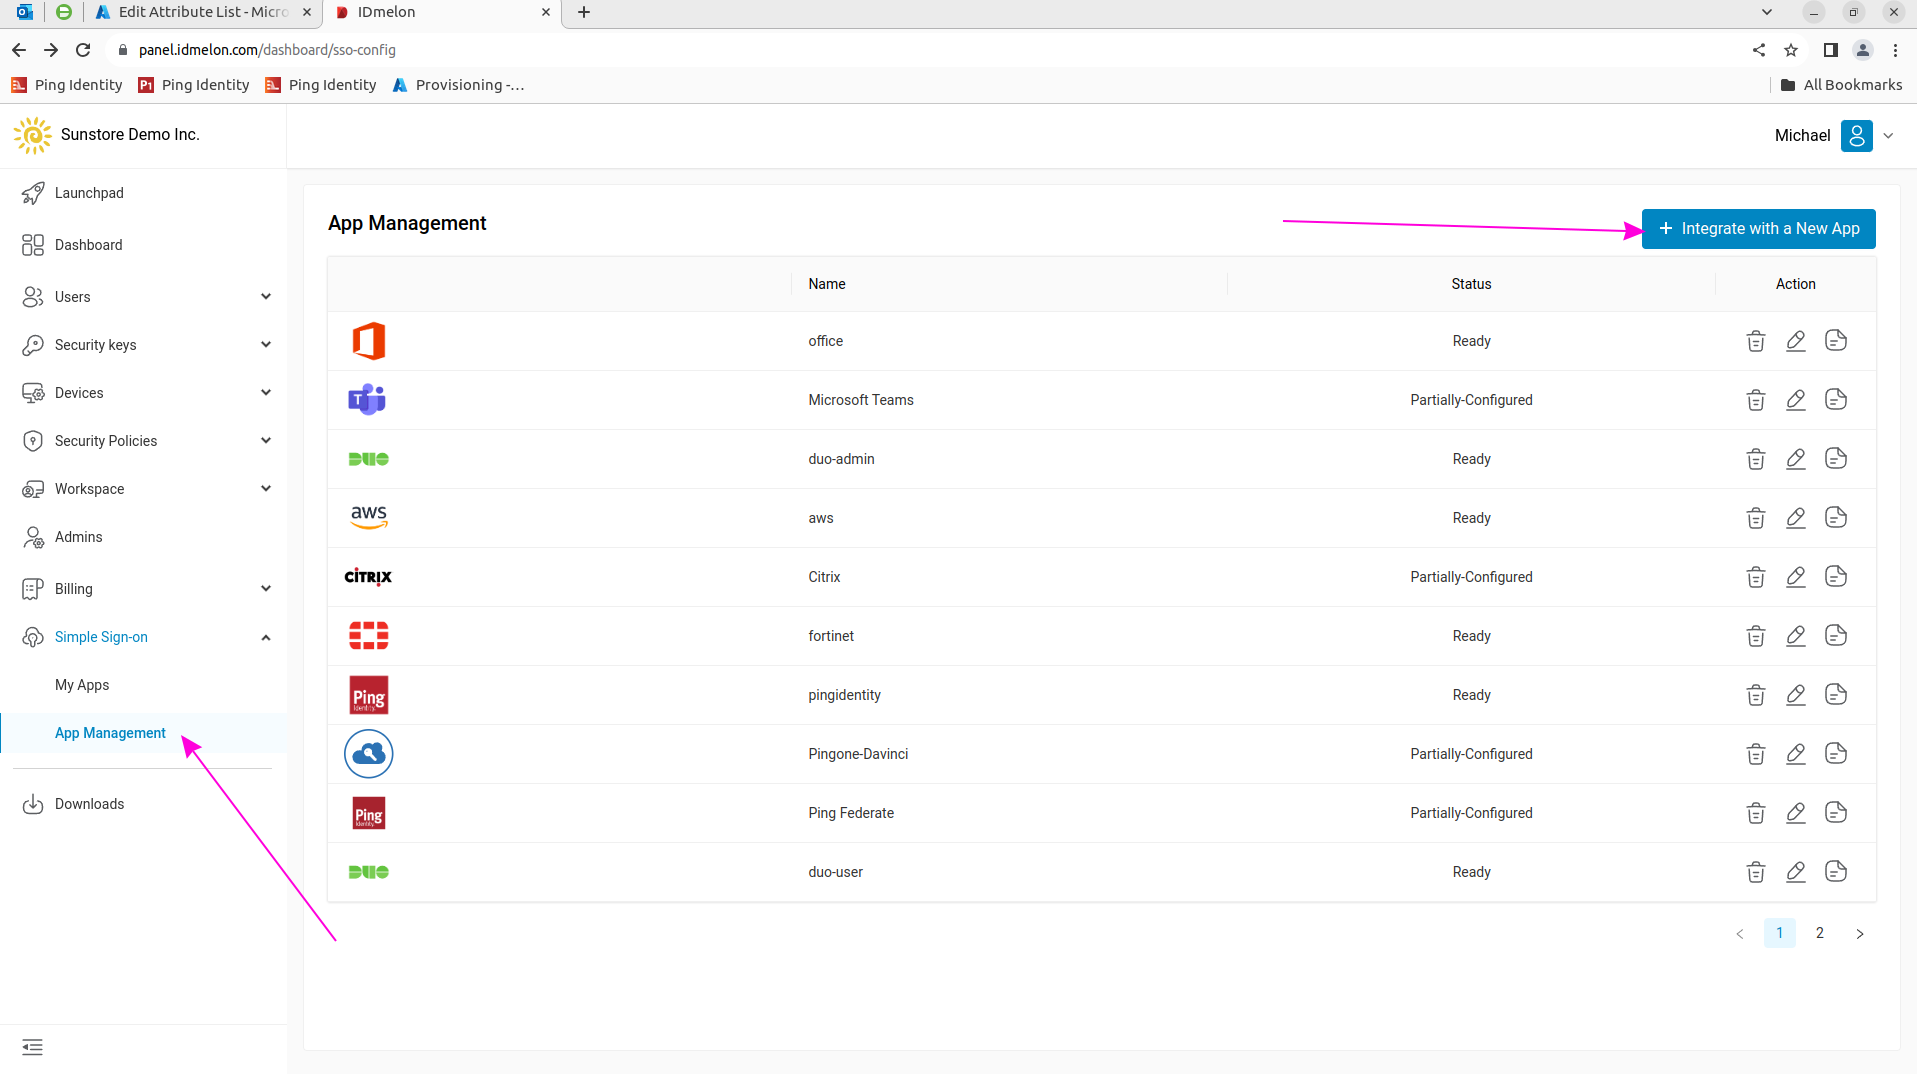 Edit Attribute List - Micro
IDmelon
panel.idmelon.com/dashboard/sso-config
Ping Identity
P1 Ping Identity
Ping Identity
Provisioning -...
All Bookmarks
Sunstore Demo Inc.
Michael
Launchpad
Dashboard
Users
Security keys
Devices
Security Policies
Workspace
Admins
Billing
Simple Sign-on
My Apps
App Management
Downloads
App Management
+ Integrate with a New App
Name Status Action
office Ready
T Microsoft Teams Partially-Configured
DUO duo-admin Ready
aws aws Ready
CITRIX Citrix Partially-Configured
fortinet Ready
Ping Identity pingidentity Ready
Pingone-Davinci Partially-Configured
Ping Identity Ping Federate Partially-Configured
DUO duo-user Ready
< 1 2 >